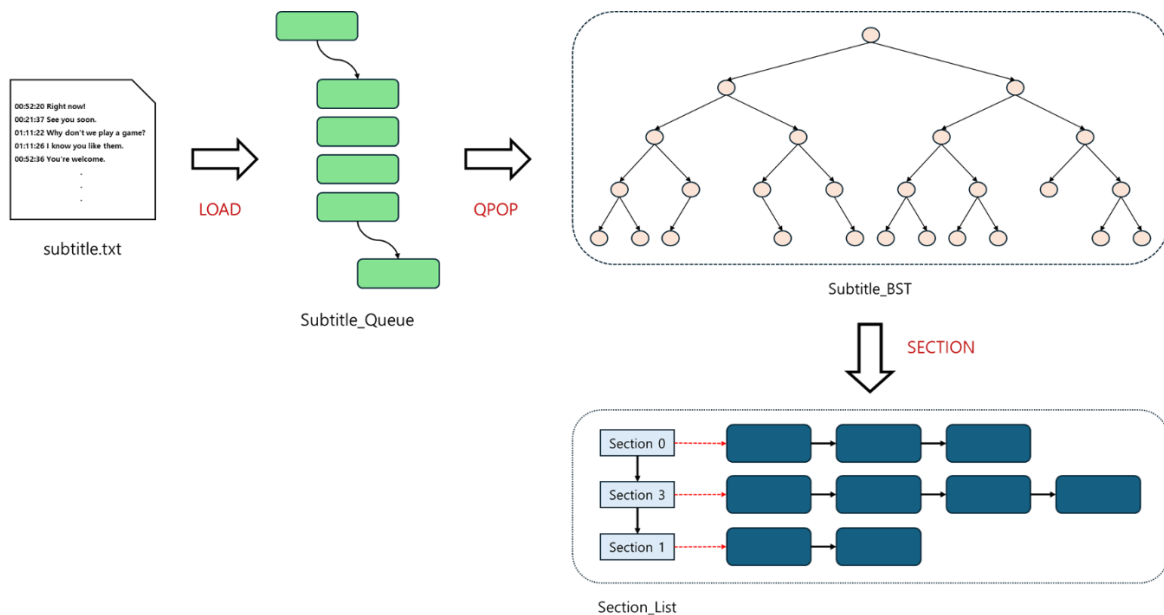 00:52:20 Right now!
00:21:37 See you soon.
01:11:22 Why don't we play a game?
01:11:26 I know you like them.
00:52:36 You're welcome.
.
.
.
subtitle.txt
LOAD
Subtitle_Queue
QPOP
Subtitle_BST
SECTION
Section 0
Section 3
Section 1
Section_List